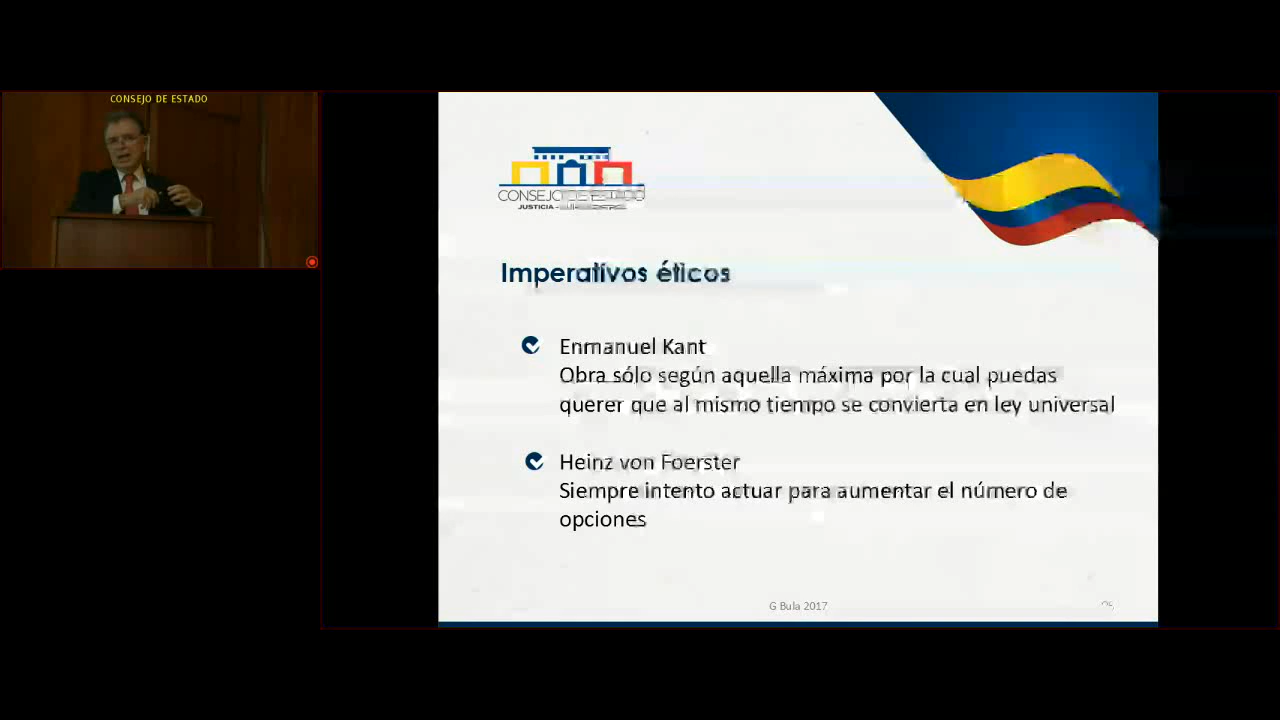 CONSEJO DE ESTADO
CONSEJO DE ESTADO
JUSTICIA -
Imperativos éticos
Enmanuel Kant
Obra sólo según aquella máxima por la cual puedas
querer que al mismo tiempo se convierta en ley universal
Heinz von Foerster
Siempre intento actuar para aumentar el número de
opciones
G Bula 2017